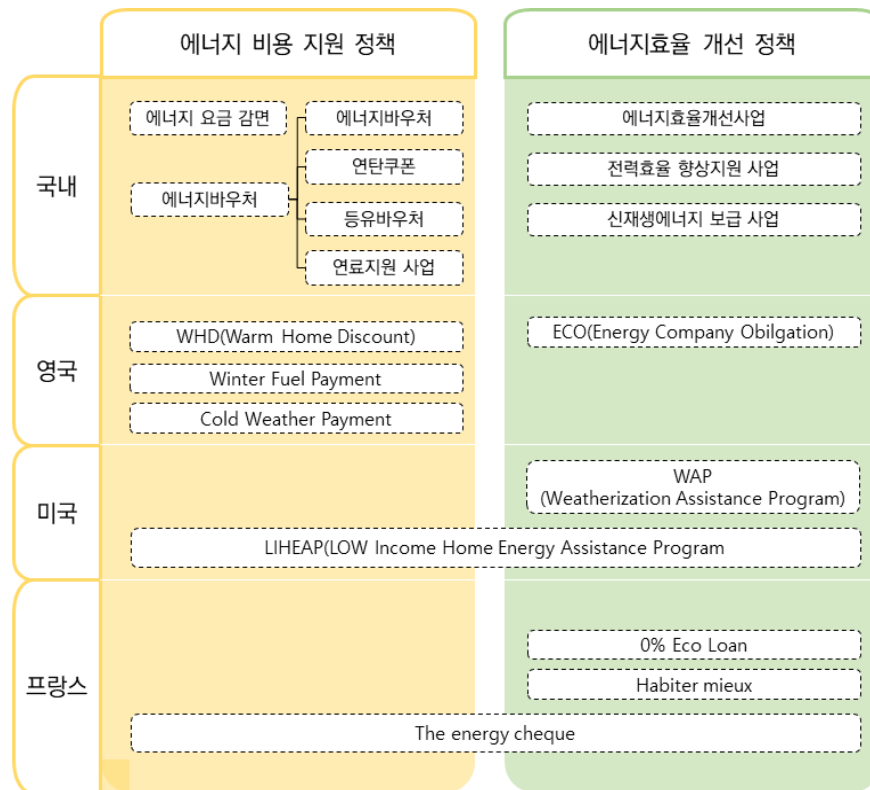 에너지 비용 지원 정책
에너지효율 개선 정책
국내
에너지 요금 감면
에너지바우처
에너지바우처
연탄쿠폰
등유바우처
연료지원 사업
에너지효율개선사업
전력효율 향상지원 사업
신재생에너지 보급 사업
영국
WHD(Warm Home Discount)
Winter Fuel Payment
Cold Weather Payment
ECO(Energy Company Obilgation)
미국
WAP
(Weatherization Assistance Program)
LIHEAP(LOW Income Home Energy Assistance Program
프랑스
0% Eco Loan
Habiter mieux
The energy cheque